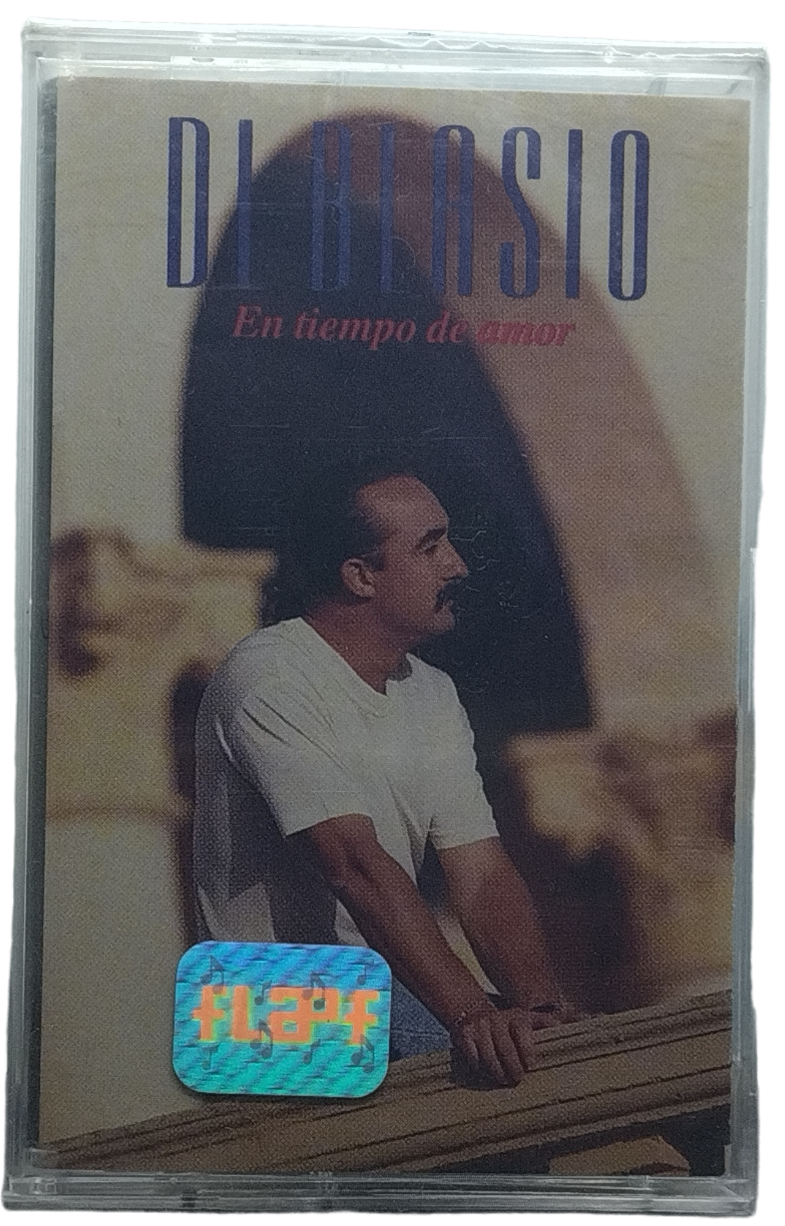 DI BLASIO
En tiempo de amor
FLAPF